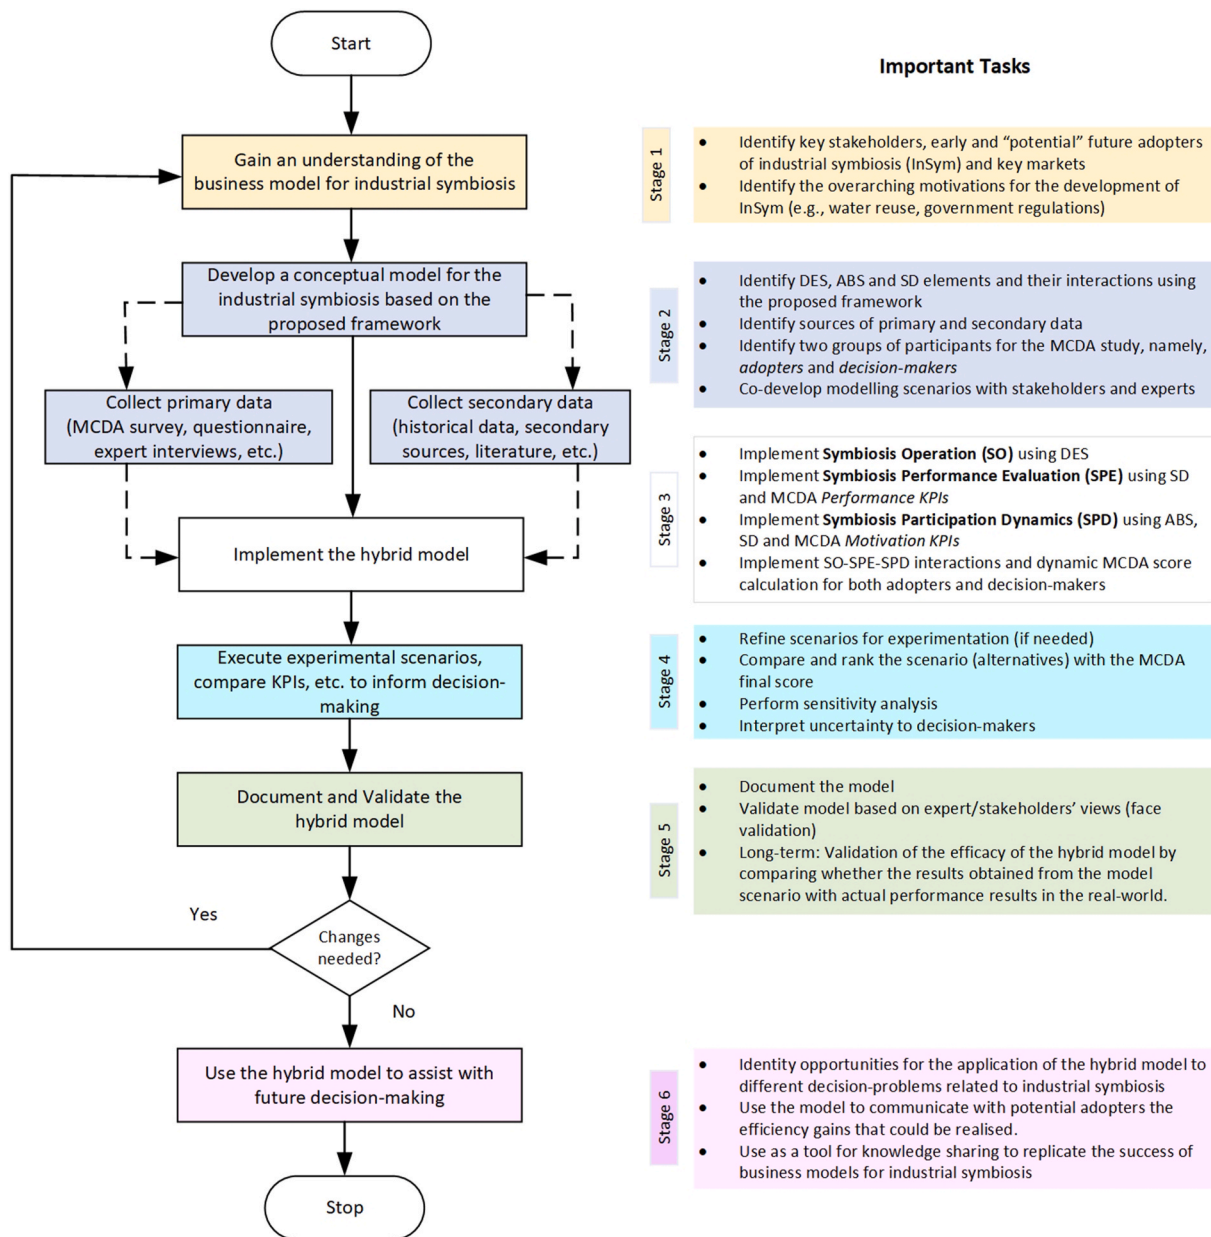 Start
Gain an understanding of the
business model for industrial symbiosis
Develop a conceptual model for the
industrial symbiosis based on the
proposed framework
Collect primary data
(MCDA survey, questionnaire,
expert interviews, etc.)
Collect secondary data
(historical data, secondary
sources, literature, etc.)
Implement the hybrid model
Execute experimental scenarios,
compare KPIs, etc. to inform decision-
making
Document and Validate the
hybrid model
Yes
Changes
needed?
No
Use the hybrid model to assist with
future decision-making
Stop
Important Tasks
Stage 1
• Identify key stakeholders, early and “potential” future adopters
of industrial symbiosis (InSym) and key markets
• Identify the overarching motivations for the development of
InSym (e.g., water reuse, government regulations)
Stage 2
• Identify DES, ABS and SD elements and their interactions using
the proposed framework
• Identify sources of primary and secondary data
• Identify two groups of participants for the MCDA study, namely,
adopters and decision-makers
• Co-develop modelling scenarios with stakeholders and experts
Stage 3
• Implement Symbiosis Operation (SO) using DES
• Implement Symbiosis Performance Evaluation (SPE) using SD
and MCDA Performance KPIs
• Implement Symbiosis Participation Dynamics (SPD) using ABS,
SD and MCDA Motivation KPIs
• Implement SO-SPE-SPD interactions and dynamic MCDA score
calculation for both adopters and decision-makers
Stage 4
• Refine scenarios for experimentation (if needed)
• Compare and rank the scenario (alternatives) with the MCDA
final score
• Perform sensitivity analysis
• Interpret uncertainty to decision-makers
Stage 5
• Document the model
• Validate model based on expert/stakeholders’ views (face
validation)
• Long-term: Validation of the efficacy of the hybrid model by
comparing whether the results obtained from the model
scenario with actual performance results in the real-world.
Stage 6
• Identity opportunities for the application of the hybrid model to
different decision-problems related to industrial symbiosis
• Use the model to communicate with potential adopters the
efficiency gains that could be realised.
• Use as a tool for knowledge sharing to replicate the success of
business models for industrial symbiosis